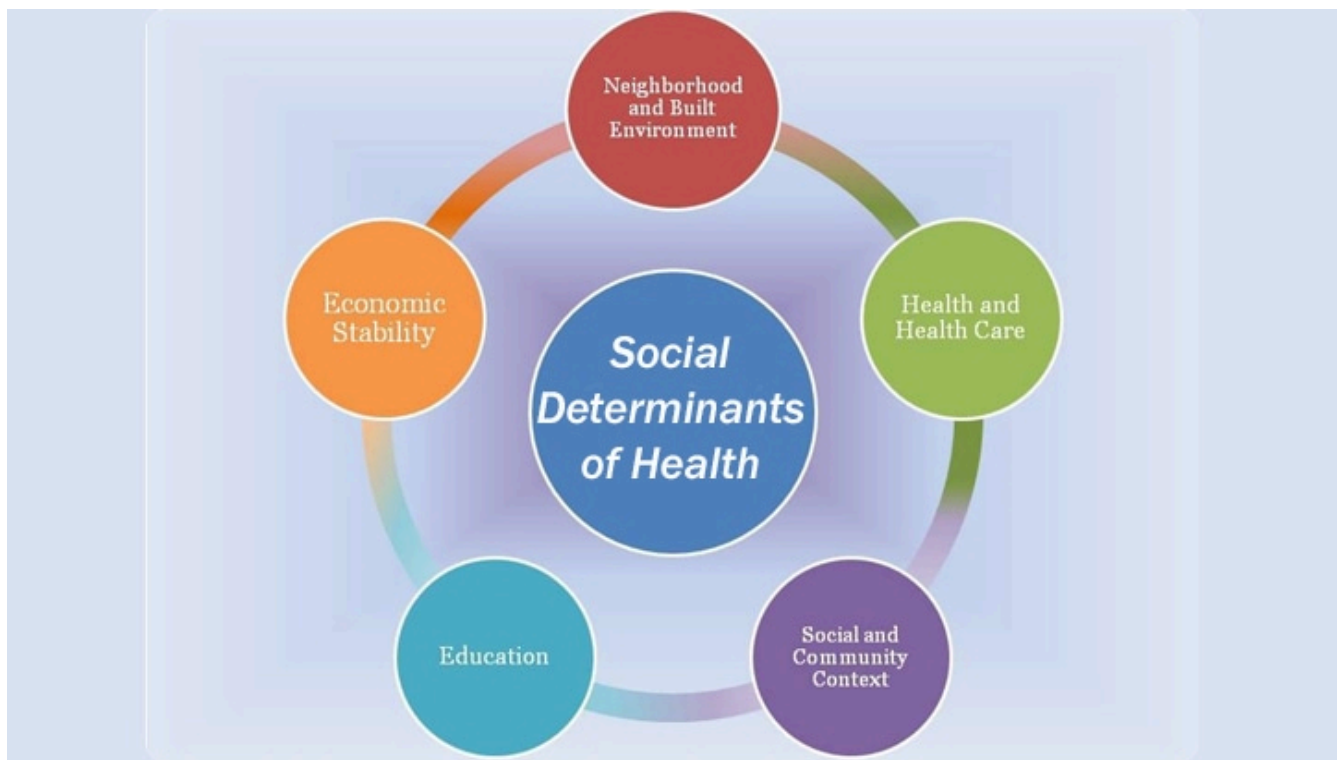 Neighborhood
and Built
Environment
Economic
Stability
Health and
Health Care
Social
Determinants
of Health
Education
Social and
Community
Context